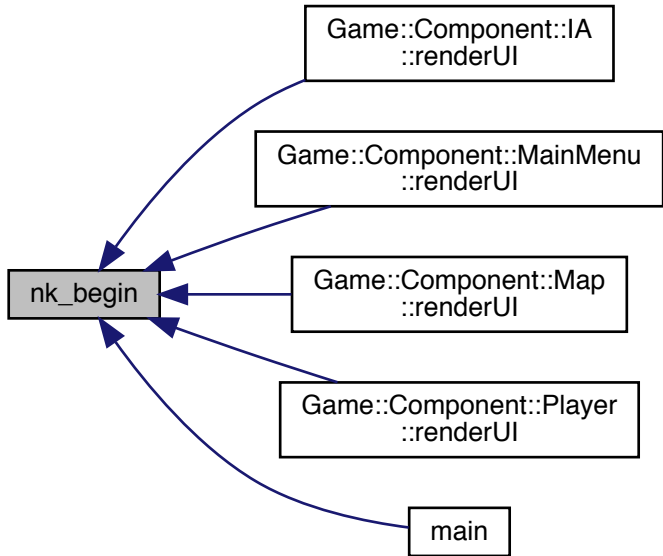 Game::Component::IA
::renderUI
Game::Component::MainMenu
::renderUI
nk_begin
Game::Component::Map
::renderUI
Game::Component::Player
::renderUI
main